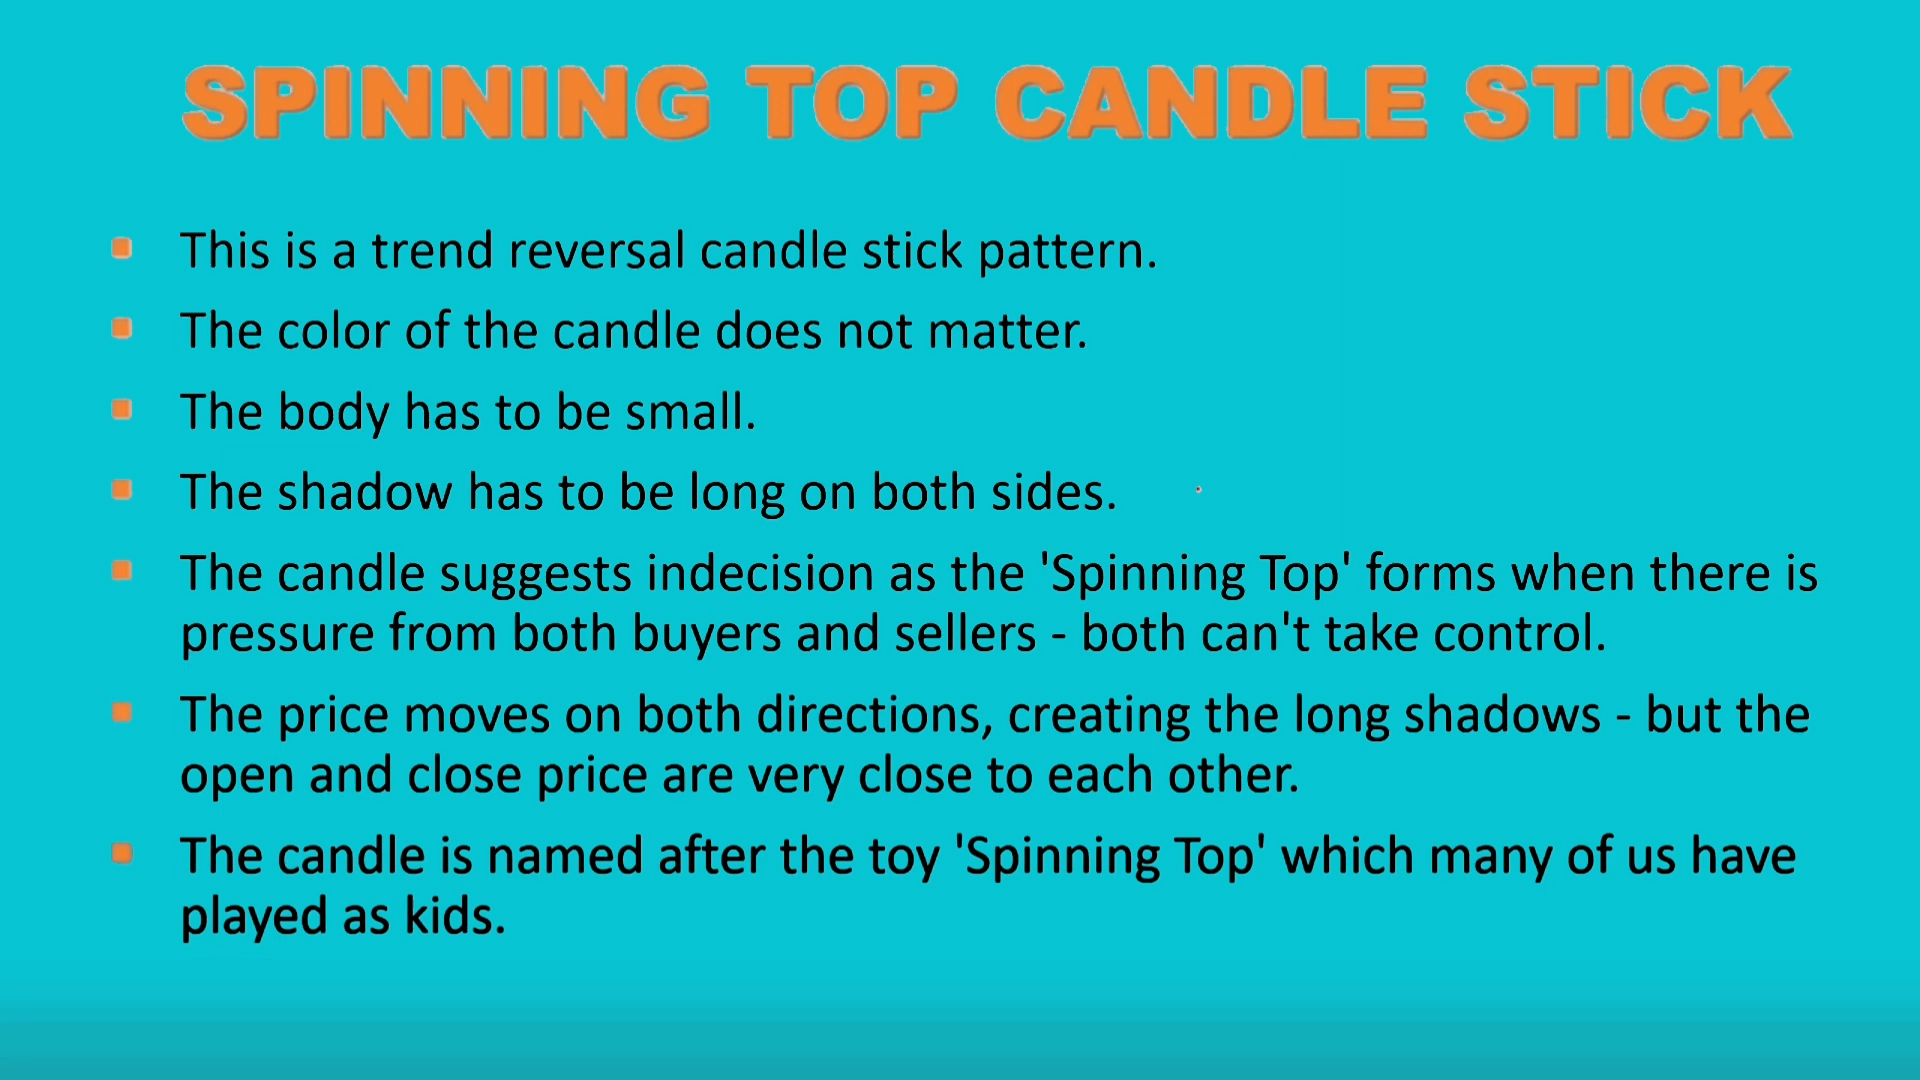 SPINNING TOP CANDLE STICK
This is a trend reversal candle stick pattern.
The color of the candle does not matter.
The body has to be small.
The shadow has to be long on both sides.
The candle suggests indecision as the 'Spinning Top' forms when there is
pressure from both buyers and sellers - both can't take control.
The price moves on both directions, creating the long shadows - but the
open and close price are very close to each other.
The candle is named after the toy 'Spinning Top' which many of us have
played as kids.